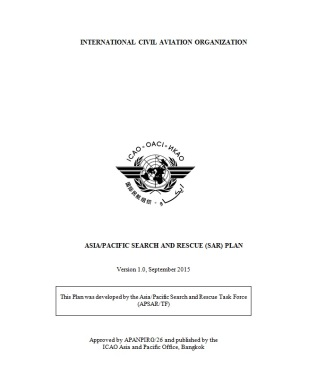 INTERNATIONAL CIVIL AVIATION ORGANIZATION
ICAO · OACI · ИКАО
国际民航组织 · ايكاو
ASIA/PACIFIC SEARCH AND RESCUE (SAR) PLAN
Version 1.0, September 2015
This Plan was developed by the Asia/Pacific Search and Rescue Task Force
(APSAR/TF)
Approved by APANPIRG/26 and published by the
ICAO Asia and Pacific Office, Bangkok